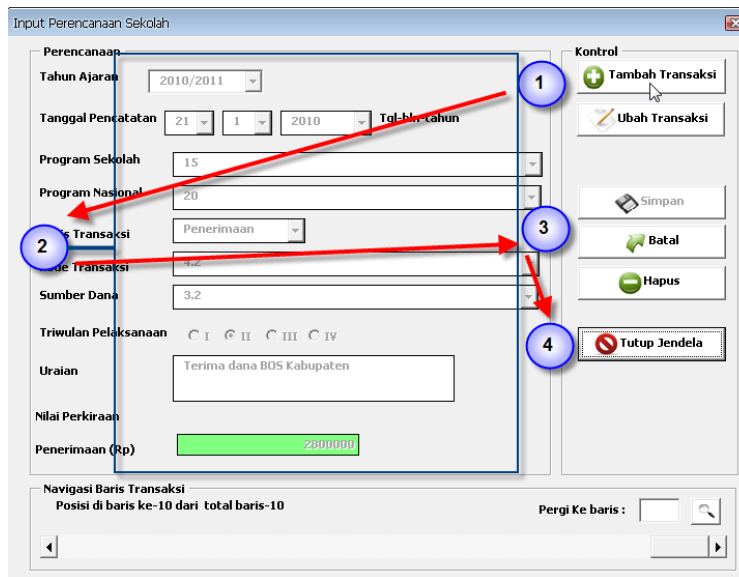 Input Perencanaan Sekolah
Perencanaan
Tahun Ajaran 2010/2011
Tanggal Pencatatan 21 1 2010 Tgl-bln-tahun
Program Sekolah 15
Program Nasional 20
Transaksi Penerimaan
Kode Transaksi 4.2
Sumber Dana 3.2
Triwulan Pelaksanaan I II III IV
Uraian Terima dana BOS Kabupaten
Nilai Perkiraan
Penerimaan (Rp) 2800000
1
2
3
4
Kontrol
Tambah Transaksi
Ubah Transaksi
Simpan
Batal
Hapus
Tutup Jendela
Navigasi Baris Transaksi
Posisi di baris ke-10 dari total baris-10
Pergi Ke baris :